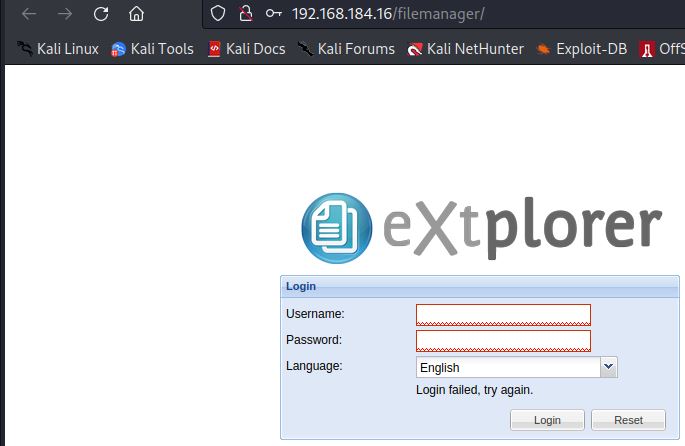 192.168.184.16/filemanager/
Kali Linux Kali Tools Kali Docs Kali Forums Kali NetHunter Exploit-DB OffS
eXtplorer
Login
Username:
Password:
Language: English
Login failed, try again.
Login Reset